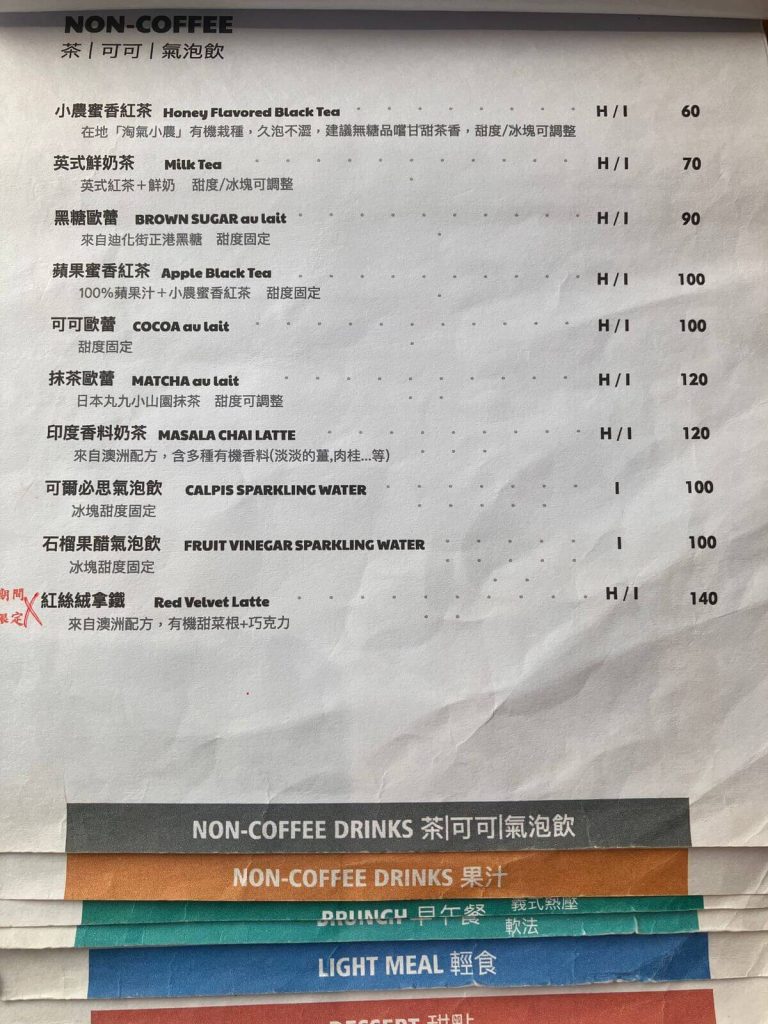 NON-COFFEE
茶 | 可可 | 氣泡飲
小農蜜香紅茶 Honey Flavored Black Tea H / I 60
在地「淘氣小農」有機栽種，久泡不澀，建議無糖品嚐甘甜茶香，甜度/冰塊可調整
英式鮮奶茶 Milk Tea H / I 70
英式紅茶＋鮮奶 甜度/冰塊可調整
黑糖歐蕾 BROWN SUGAR au lait H / I 90
來自迪化街正港黑糖 甜度固定
蘋果蜜香紅茶 Apple Black Tea H / I 100
100%蘋果汁＋小農蜜香紅茶 甜度固定
可可歐蕾 COCOA au lait H / I 100
甜度固定
抹茶歐蕾 MATCHA au lait H / I 120
日本丸九小山園抹茶 甜度可調整
印度香料奶茶 MASALA CHAI LATTE H / I 120
來自澳洲配方，含多種有機香料(淡淡的薑,肉桂...等)
可爾必思氣泡飲 CALPIS SPARKLING WATER I 100
冰塊甜度固定
石榴果醋氣泡飲 FRUIT VINEGAR SPARKLING WATER I 100
冰塊甜度固定
期間
限定
紅絲絨拿鐵 Red Velvet Latte H / I 140
來自澳洲配方，有機甜菜根+巧克力
NON-COFFEE DRINKS 茶|可可|氣泡飲
NON-COFFEE DRINKS 果汁
BRUNCH 早午餐 義式熱壓
軟法
LIGHT MEAL 輕食
DESSERT 甜點